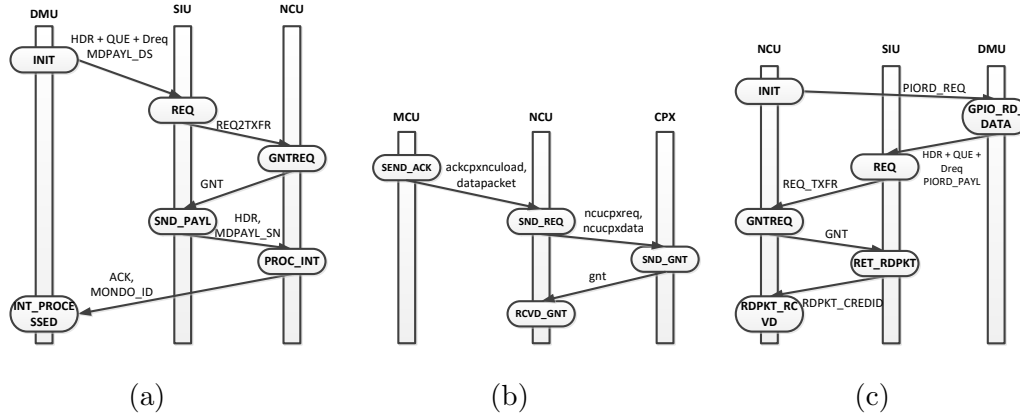 DMU
SIU
NCU
HDR + QUE + Dreq
MDPAYL_DS
INIT
REQ
REQ2TXFR
GNTREQ
GNT
SND_PAYL
HDR,
MDPAYL_SN
PROC_INT
ACK,
MONDO_ID
INT_PROCE
SSED
(a)
MCU
NCU
CPX
SEND_ACK
ackcpxncuload,
datapacket
SND_REQ
ncucpxreq,
ncucpxdata
SND_GNT
gnt
RCVD_GNT
(b)
NCU
SIU
DMU
INIT
PIORD_REQ
GPIO_RD_
DATA
HDR + QUE +
Dreq
PIORD_PAYL
REQ
REQ_TXFR
GNTREQ
GNT
RET_RDPKT
RDPKT_CREDID
RDPKT_RC
VD
(c)